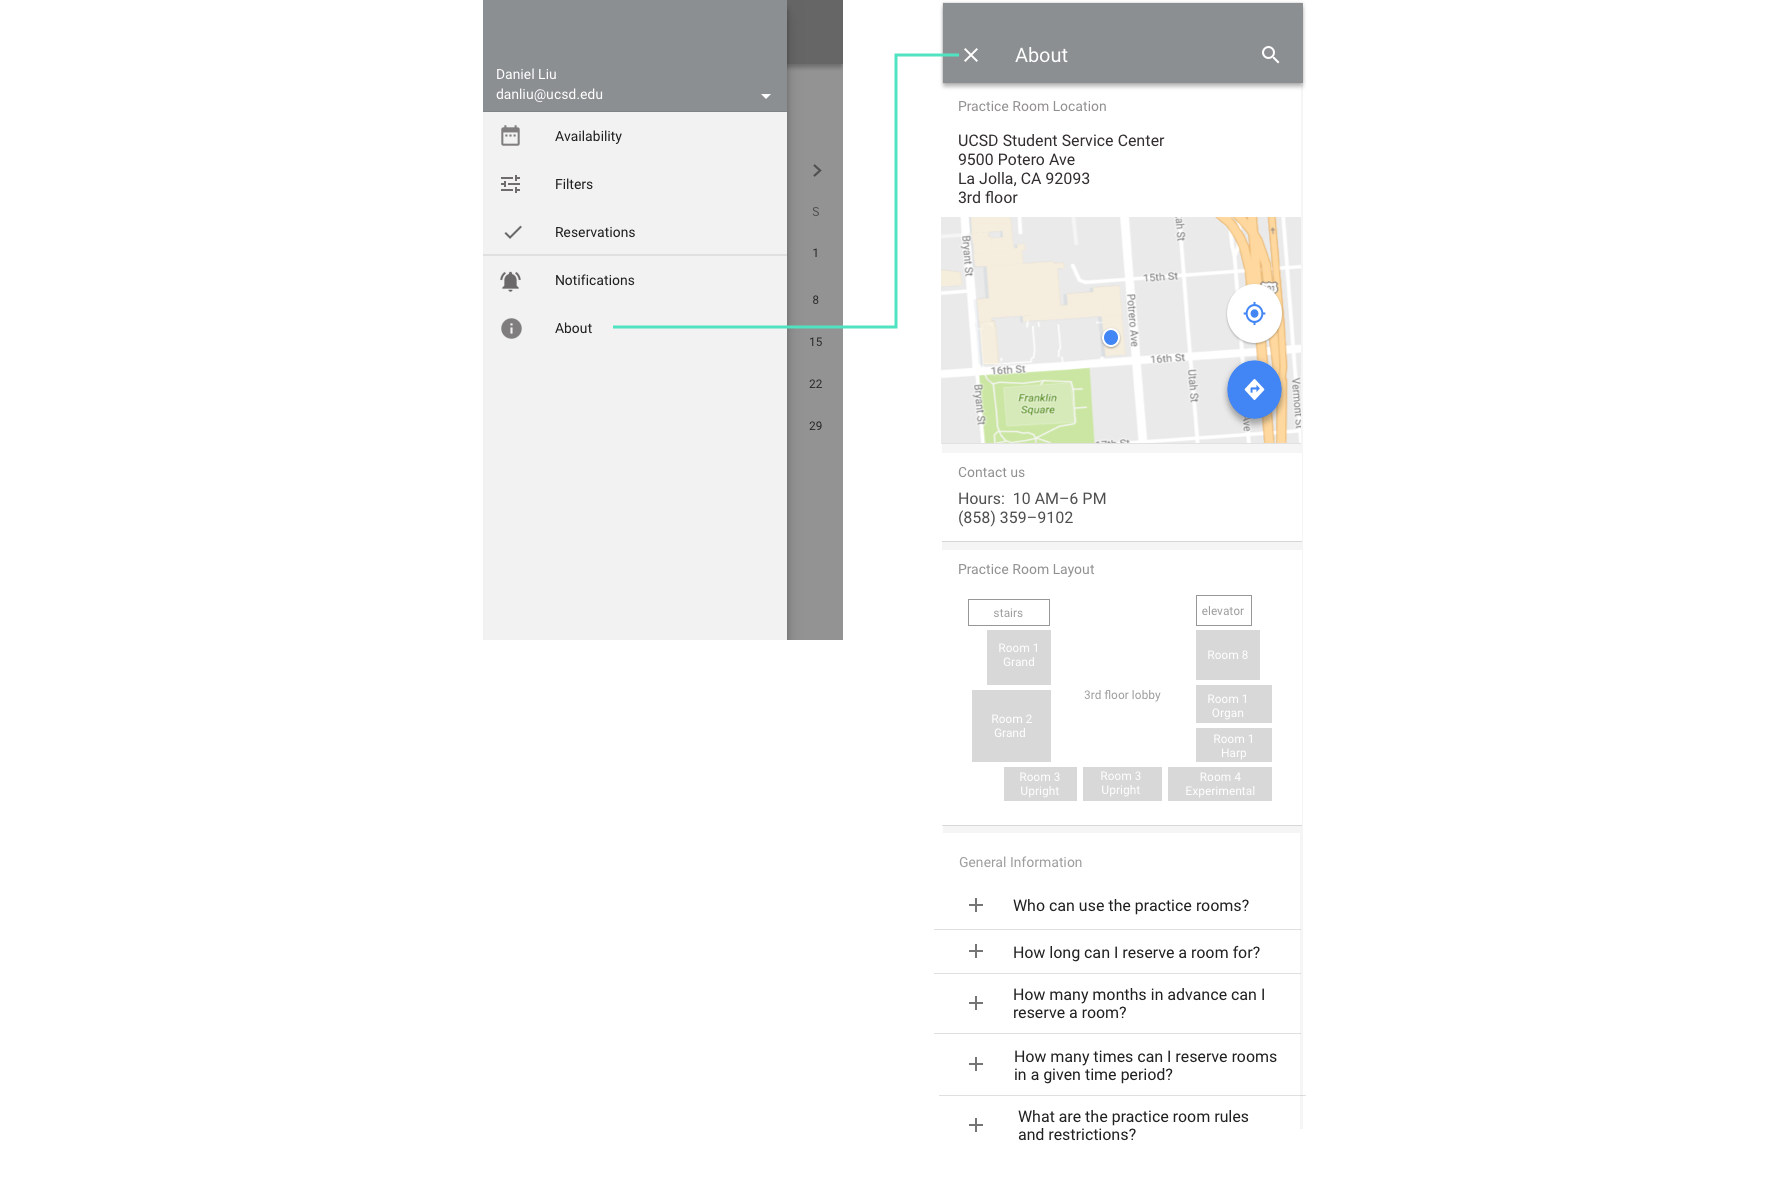 Daniel Liu
danliu@ucsd.edu
Availability
Filters
Reservations
Notifications
About
S
1
8
15
22
29
About
Practice Room Location
UCSD Student Service Center
9500 Potero Ave
La Jolla, CA 92093
3rd floor
Bryant St
ah St
15th St
101
Potrero Ave
16th St
16th St
Utah St
Bryant St
Franklin
Square
Vermont St
Ave
17th St
Contact us
Hours:  10 AM–6 PM
(858) 359–9102
Practice Room Layout
stairs
elevator
Room 1
Grand
Room 8
3rd floor lobby
Room 1
Organ
Room 2
Grand
Room 1
Harp
Room 3
Upright
Room 3
Upright
Room 4
Experimental
General Information
Who can use the practice rooms?
How long can I reserve a room for?
How many months in advance can I
reserve a room?
How many times can I reserve rooms
in a given time period?
What are the practice room rules
and restrictions?